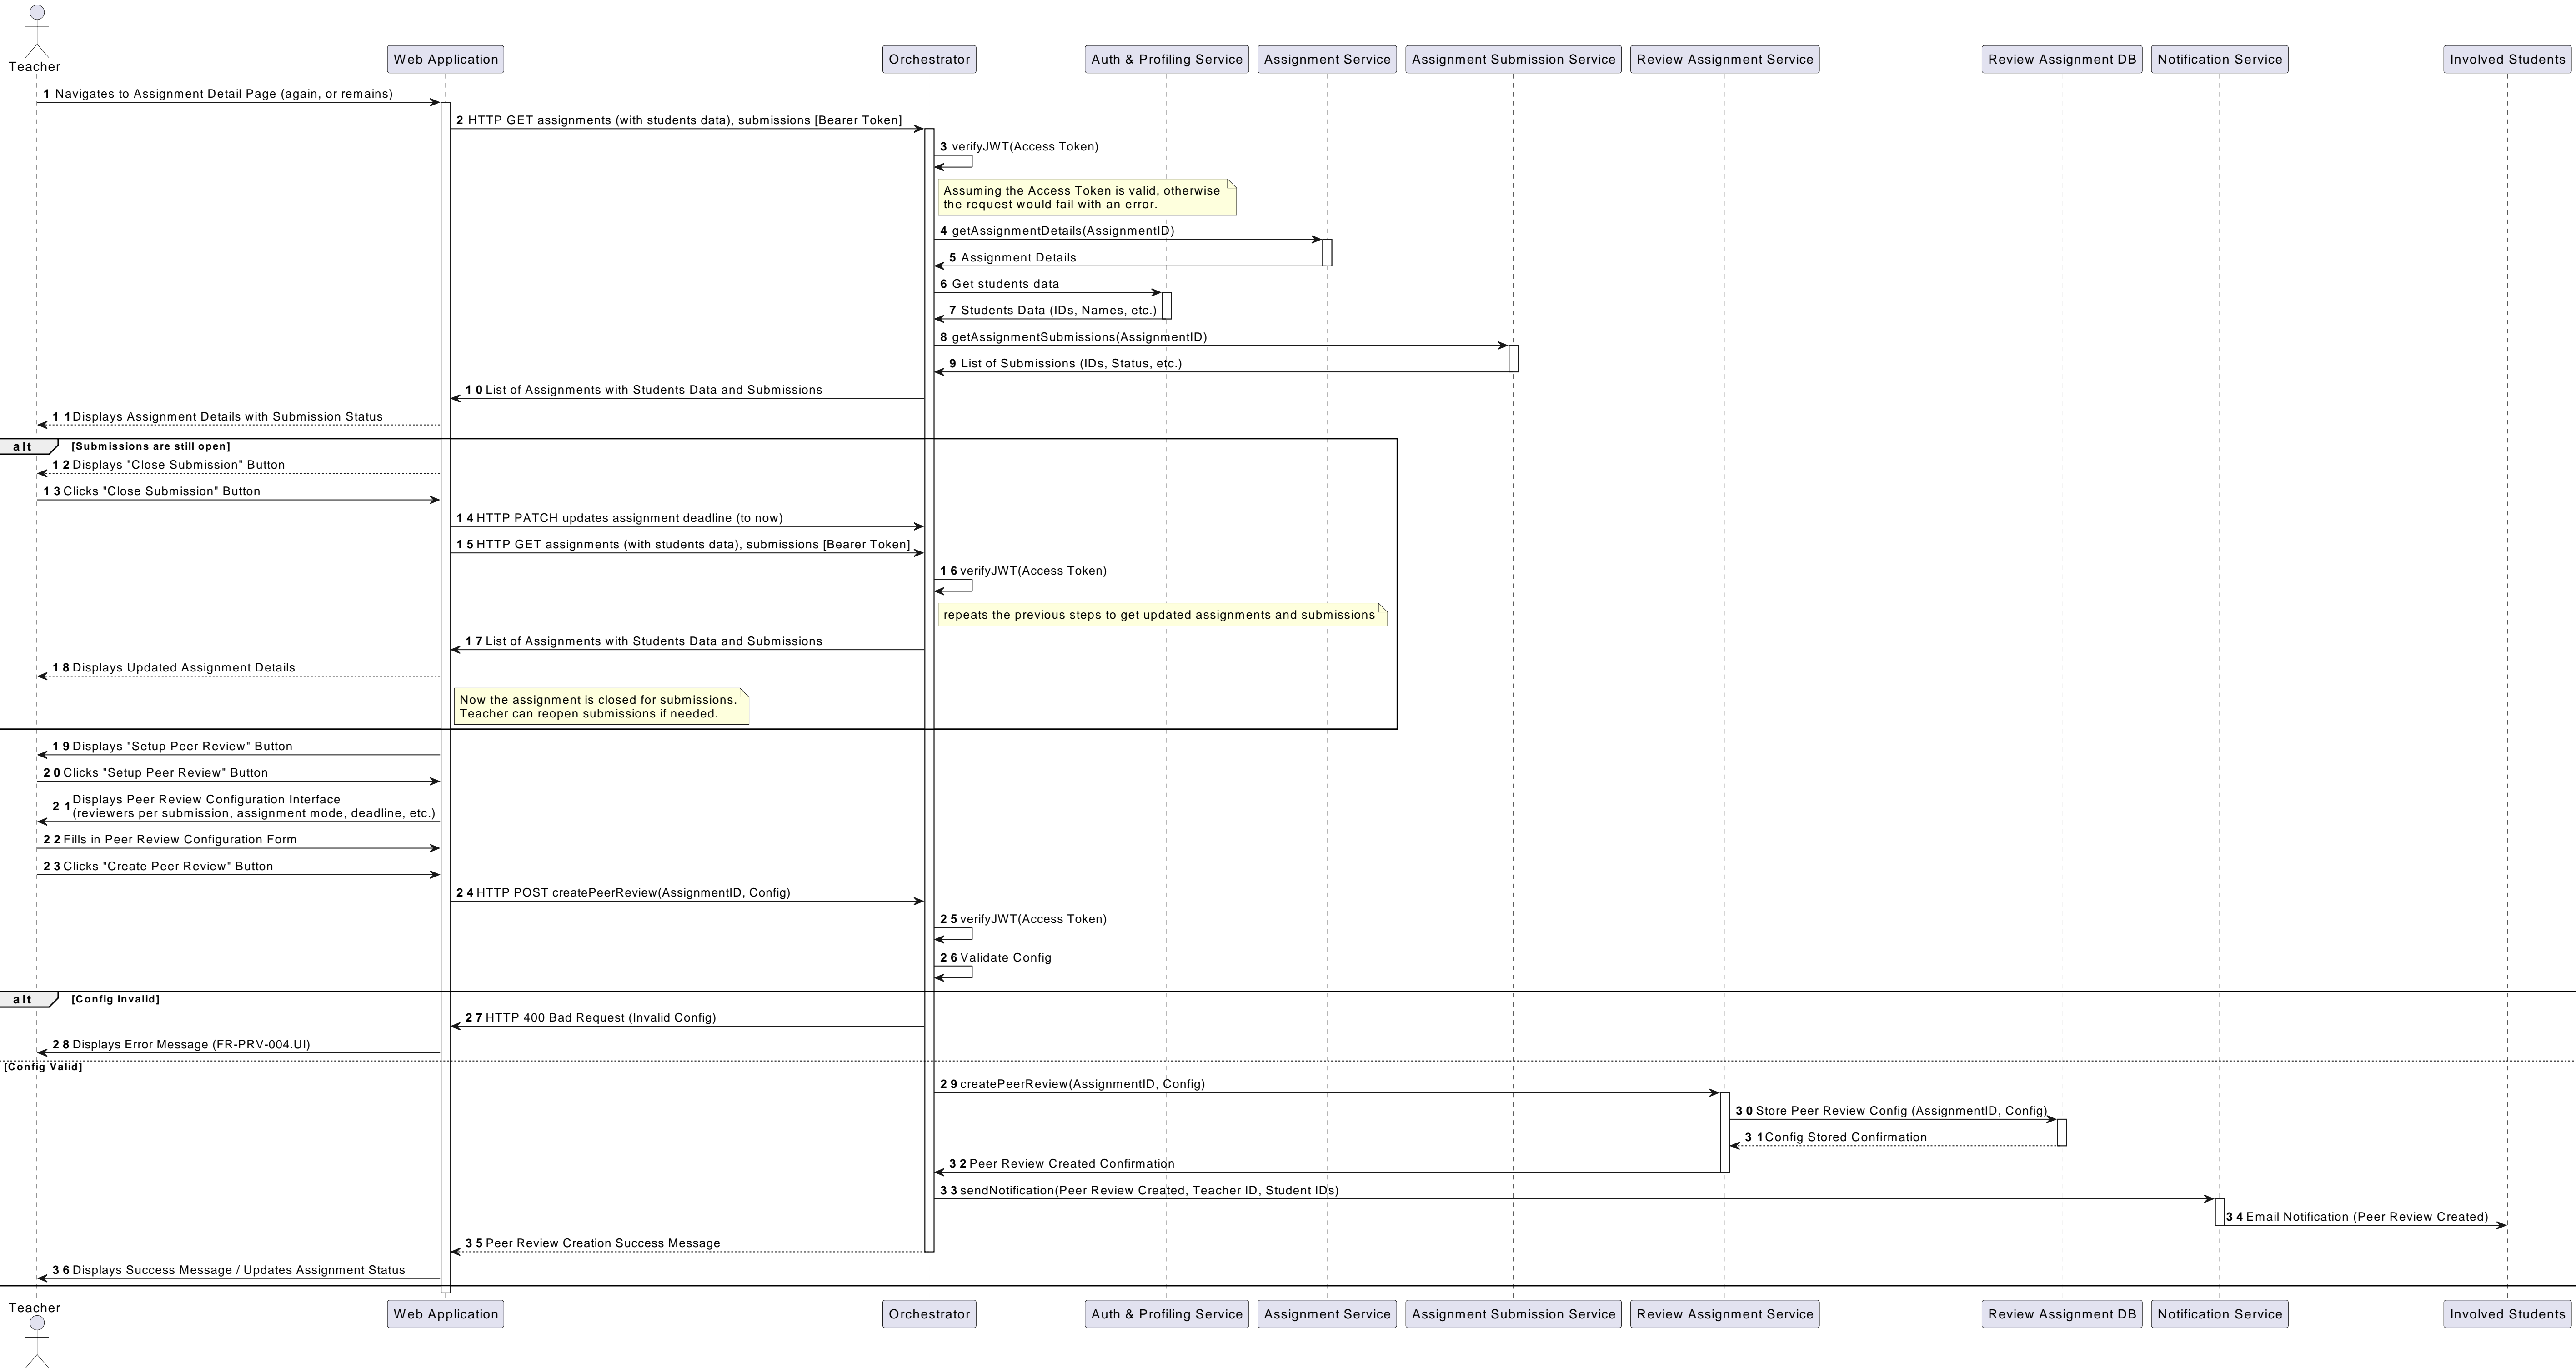 Teacher
Web Application
Orchestrator
Auth & Profiling Service
Assignment Service
Assignment Submission Service
Review Assignment Service
Review Assignment DB
Notification Service
Involved Students
1 Navigates to Assignment Detail Page (again, or remains)
2 HTTP GET assignments (with students data), submissions [Bearer Token]
3 verifyJWT(Access Token)
Assuming the Access Token is valid, otherwise
the request would fail with an error.
4 getAssignmentDetails(AssignmentID)
5 Assignment Details
6 Get students data
7 Students Data (IDs, Names, etc.)
8 getAssignmentSubmissions(AssignmentID)
9 List of Submissions (IDs, Status, etc.)
10 List of Assignments with Students Data and Submissions
11 Displays Assignment Details with Submission Status
alt [Submissions are still open]
12 Displays "Close Submission" Button
13 Clicks "Close Submission" Button
14 HTTP PATCH updates assignment deadline (to now)
15 HTTP GET assignments (with students data), submissions [Bearer Token]
16 verifyJWT(Access Token)
repeats the previous steps to get updated assignments and submissions
17 List of Assignments with Students Data and Submissions
18 Displays Updated Assignment Details
Now the assignment is closed for submissions.
Teacher can reopen submissions if needed.
19 Displays "Setup Peer Review" Button
20 Clicks "Setup Peer Review" Button
21 Displays Peer Review Configuration Interface
(reviewers per submission, assignment mode, deadline, etc.)
22 Fills in Peer Review Configuration Form
23 Clicks "Create Peer Review" Button
24 HTTP POST createPeerReview(AssignmentID, Config)
25 verifyJWT(Access Token)
26 Validate Config
alt [Config Invalid]
27 HTTP 400 Bad Request (Invalid Config)
28 Displays Error Message (FR-PRV-004.UI)
[Config Valid]
29 createPeerReview(AssignmentID, Config)
30 Store Peer Review Config (AssignmentID, Config)
31 Config Stored Confirmation
32 Peer Review Created Confirmation
33 sendNotification(Peer Review Created, Teacher ID, Student IDs)
34 Email Notification (Peer Review Created)
35 Peer Review Creation Success Message
36 Displays Success Message / Updates Assignment Status
Teacher
Web Application
Orchestrator
Auth & Profiling Service
Assignment Service
Assignment Submission Service
Review Assignment Service
Review Assignment DB
Notification Service
Involved Students